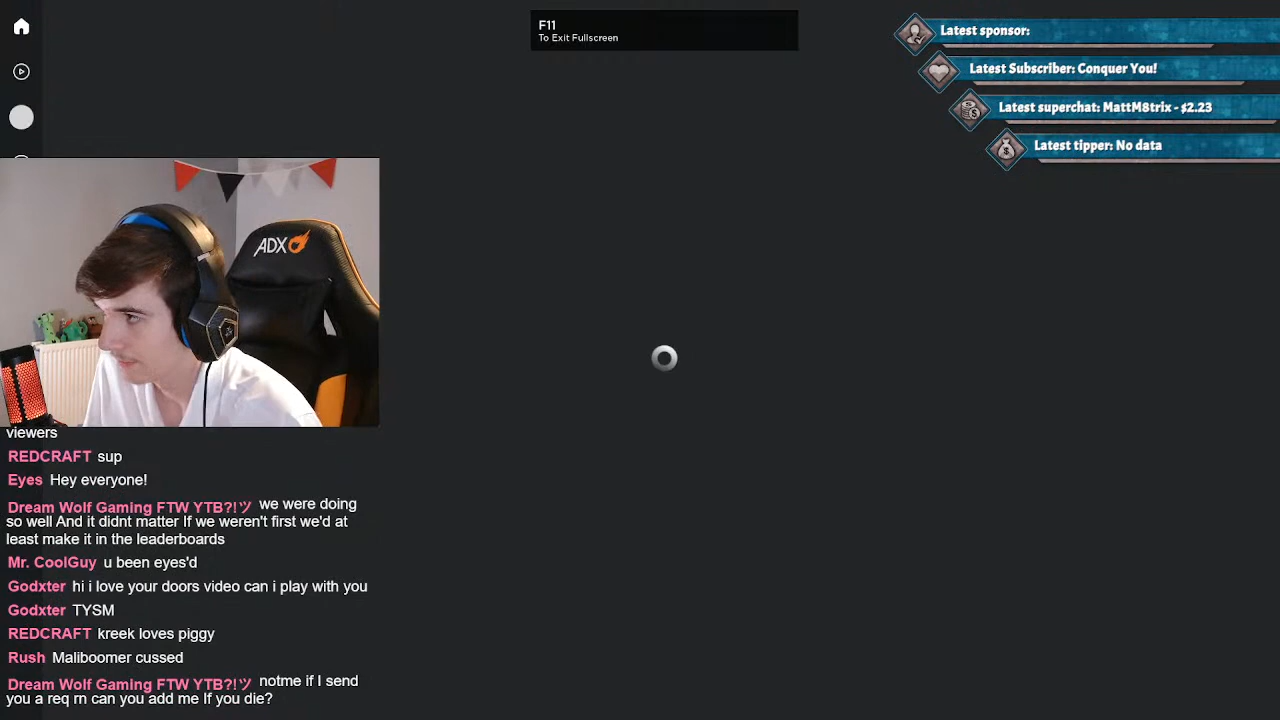 F11
To Exit Fullscreen
Latest sponsor:
Latest Subscriber: Conquer You!
Latest superchat: MattM8trix - $2.23
Latest tipper: No data
ADX
viewers
REDCRAFT sup
Eyes Hey everyone!
Dream Wolf Gaming FTW YTB?!ツ we were doing
so well And it didnt matter If we weren't first we'd at
least make it in the leaderboards
Mr. CoolGuy u been eyes'd
Godxter hi i love your doors video can i play with you
Godxter TYSM
REDCRAFT kreek loves piggy
Rush Maliboomer cussed
Dream Wolf Gaming FTW YTB?!ツ notme if I send
you a req rn can you add me If you die?